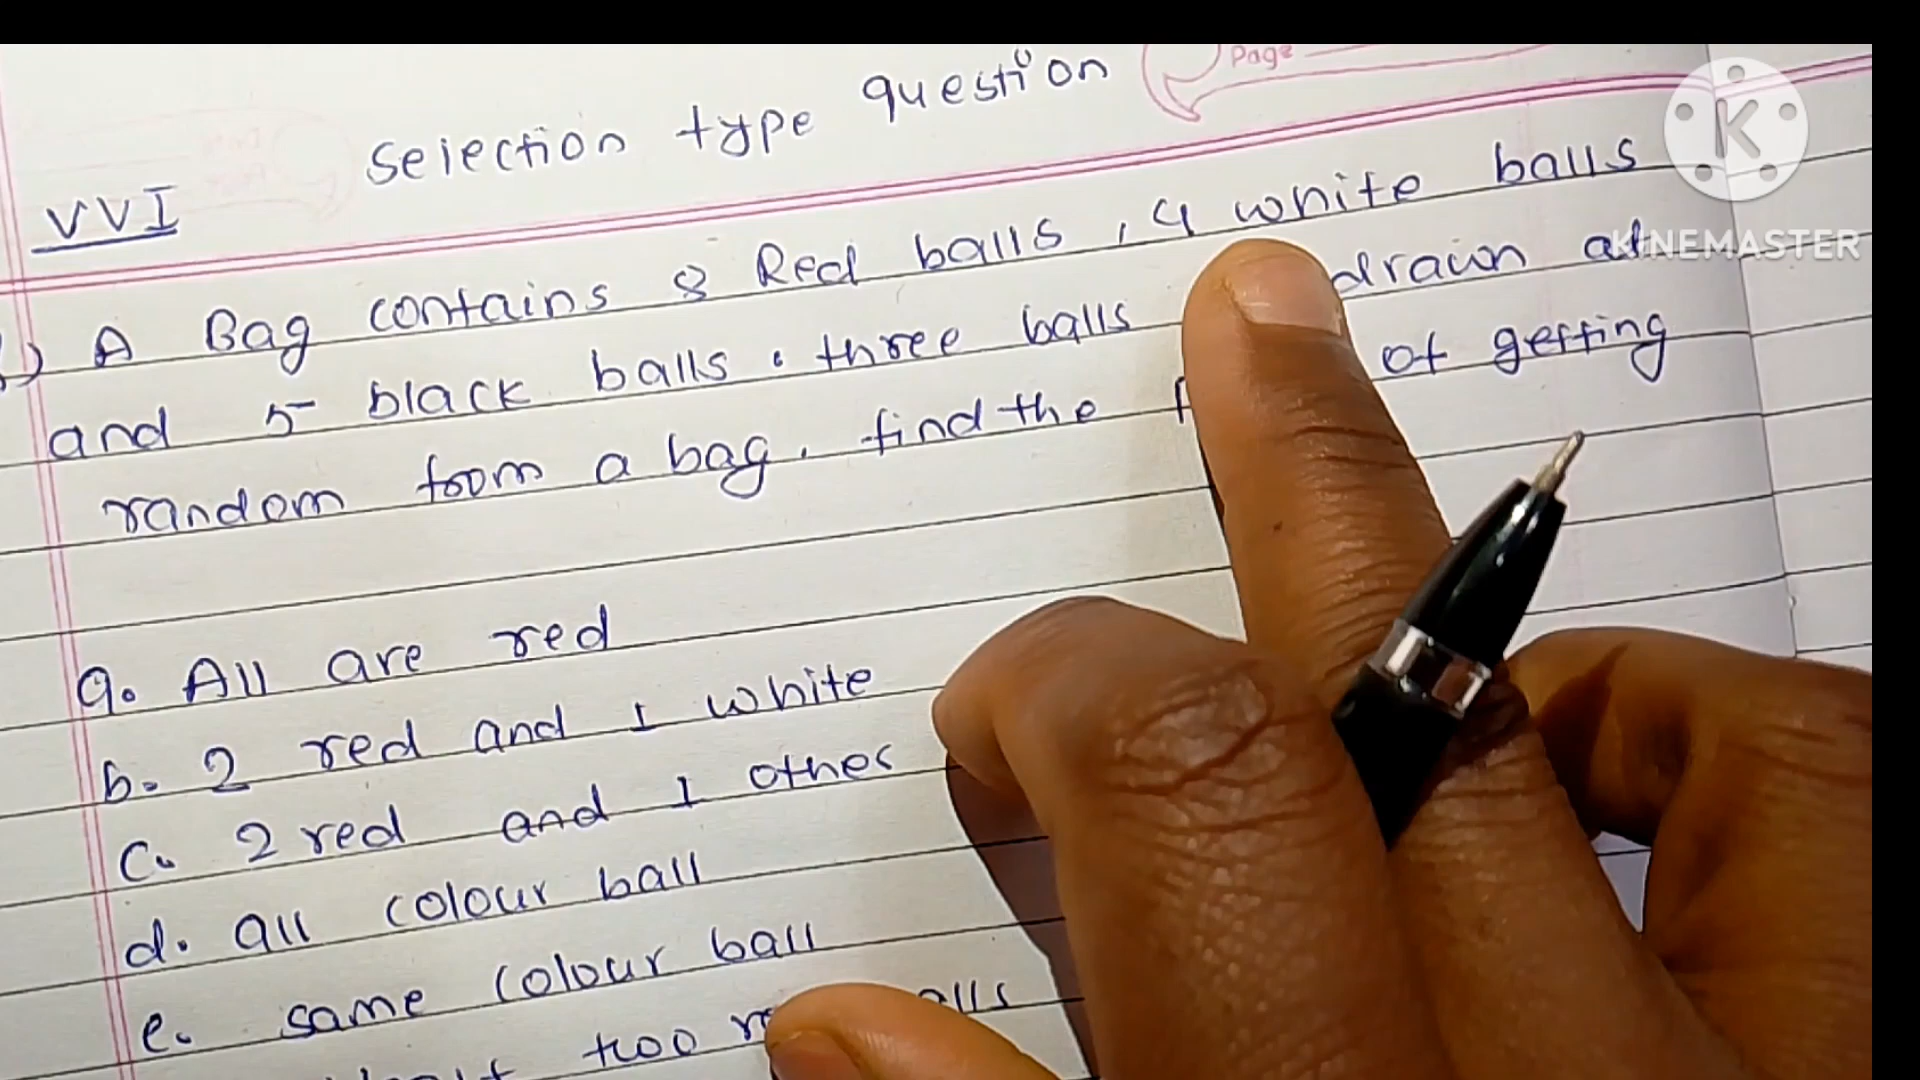 Page
Selection type question
VVI
A Bag contains 8 Red balls, 4 white balls
and 5 black balls. three balls drawn at
random from a bag. find the of getting
a. All are red
b. 2 red and 1 white
c. 2 red and 1 other
d. all colour ball
e. same colour ball
two
K
KINEMASTER